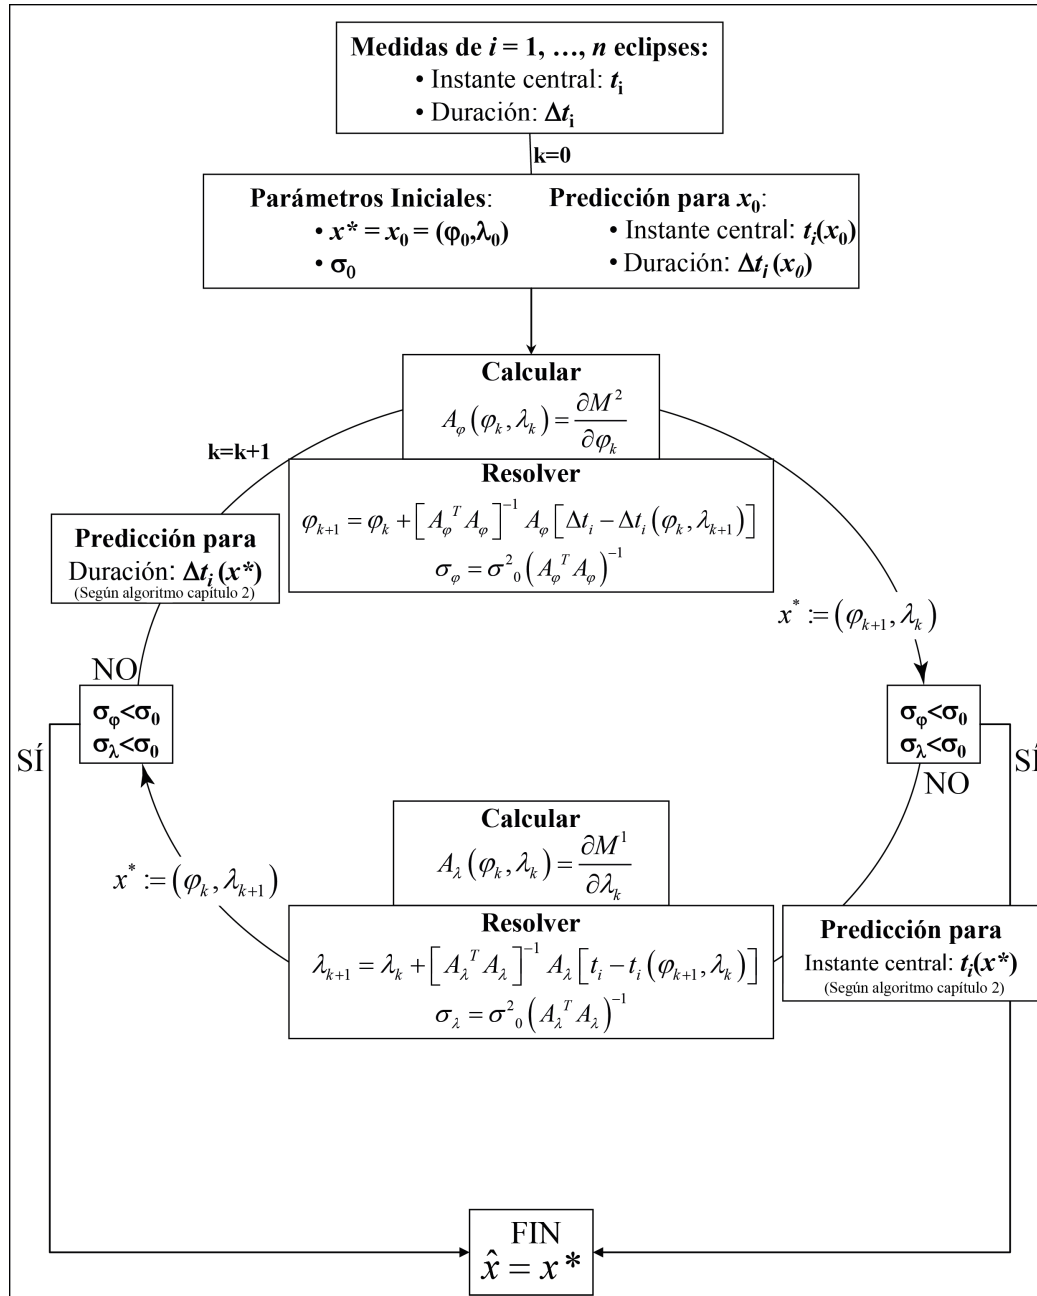 Medidas de i = 1, …, n eclipses:
• Instante central: tᵢ
• Duración: Δtᵢ
k=0
Parámetros Iniciales:
• x* = x₀ = (φ₀,λ₀)
• σ₀
Predicción para x₀:
• Instante central: tᵢ(x₀)
• Duración: Δtᵢ (x₀)
Calcular
A_φ (φ_k, λ_k) = ∂M² / ∂φ_k
k=k+1
Resolver
φ_{k+1} = φ_k + [A_φ^T A_φ]^{-1} A_φ [Δt_i − Δt_i (φ_k, λ_{k+1})]
σ_φ = σ²₀ (A_φ^T A_φ)^{-1}
Predicción para
Duración: Δtᵢ (x*)
(Según algoritmo capítulo 2)
x* := (φ_{k+1}, λ_k)
NO
σ_φ<σ₀
σ_λ<σ₀
SÍ
σ_φ<σ₀
σ_λ<σ₀
SÍ
NO
Calcular
A_λ (φ_k, λ_k) = ∂M¹ / ∂λ_k
x* := (φ_k, λ_{k+1})
Resolver
λ_{k+1} = λ_k + [A_λ^T A_λ]^{-1} A_λ [t_i − t_i (φ_{k+1}, λ_k)]
σ_λ = σ²₀ (A_λ^T A_λ)^{-1}
Predicción para
Instante central: tᵢ(x*)
(Según algoritmo capítulo 2)
FIN
x̂ = x*